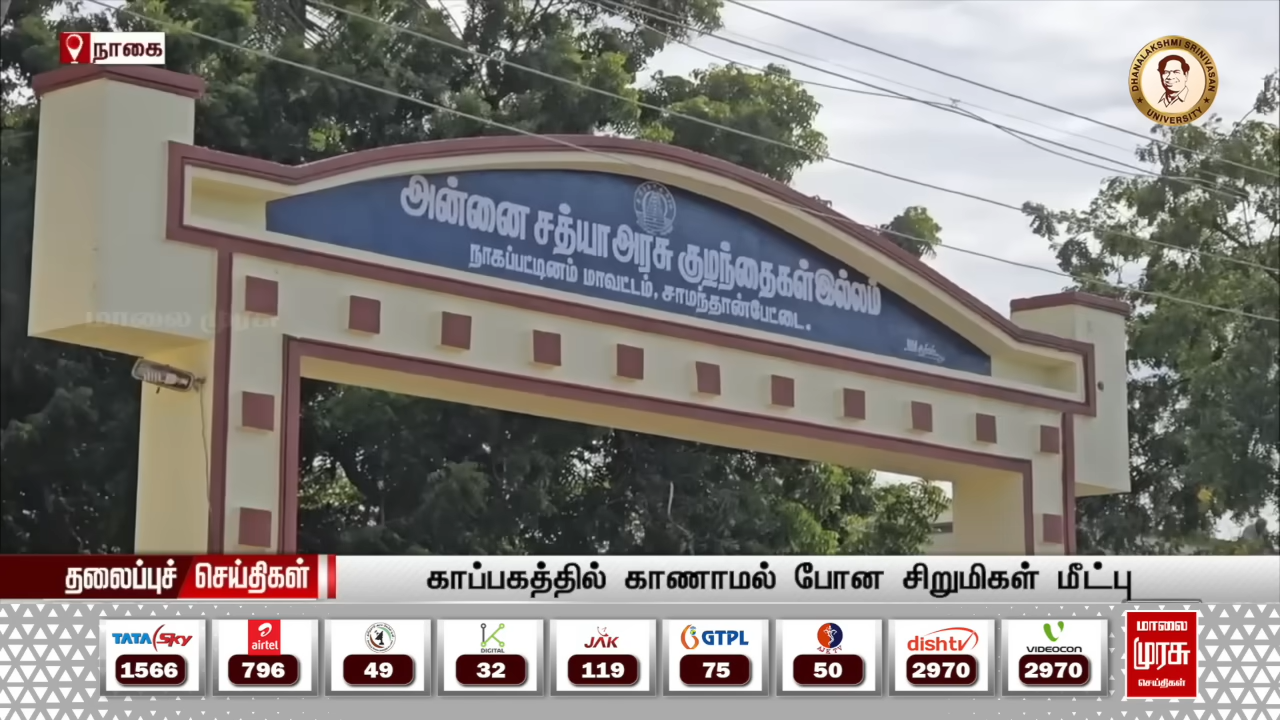 நாகை
DHANALAKSHMI SRINIVASAN
UNIVERSITY
அன்னை சத்யா அரசு குழந்தைகள் இல்லம்
நாகப்பட்டினம் மாவட்டம், சாமந்தான்பேட்டை.
மாலை முரசு
தலைப்புச் செய்திகள்
காப்பகத்தில் காணாமல் போன சிறுமிகள் மீட்பு
TATA Sky
1566
airtel
796
49
K
DIGITAL
32
JAK
119
GTPL
75
50
dishtv
2970
VIDEOCON
2970
மாலை
முரசு
செய்திகள்